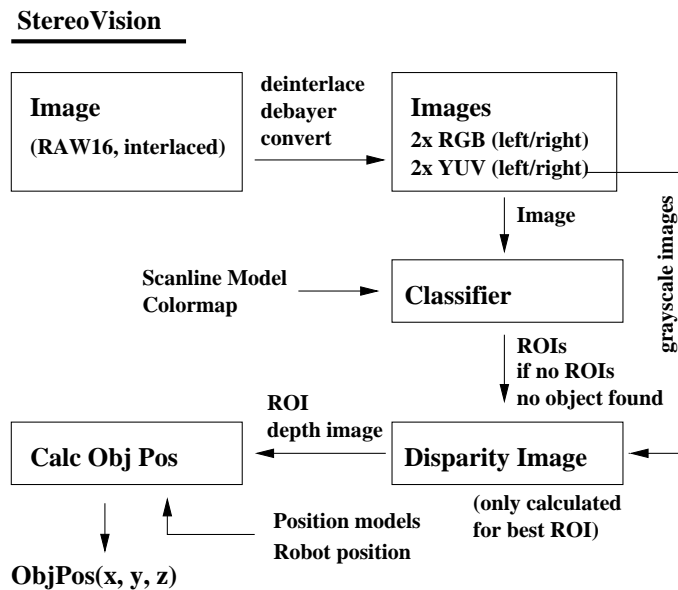 StereoVision
Image
(RAW16, interlaced)
deinterlace
debayer
convert
Images
2x RGB (left/right)
2x YUV (left/right)
grayscale images
Image
Scanline Model
Colormap
Classifier
ROIs
if no ROIs
no object found
ROI
depth image
Calc Obj Pos
Disparity Image
(only calculated
for best ROI)
Position models
Robot position
ObjPos(x, y, z)